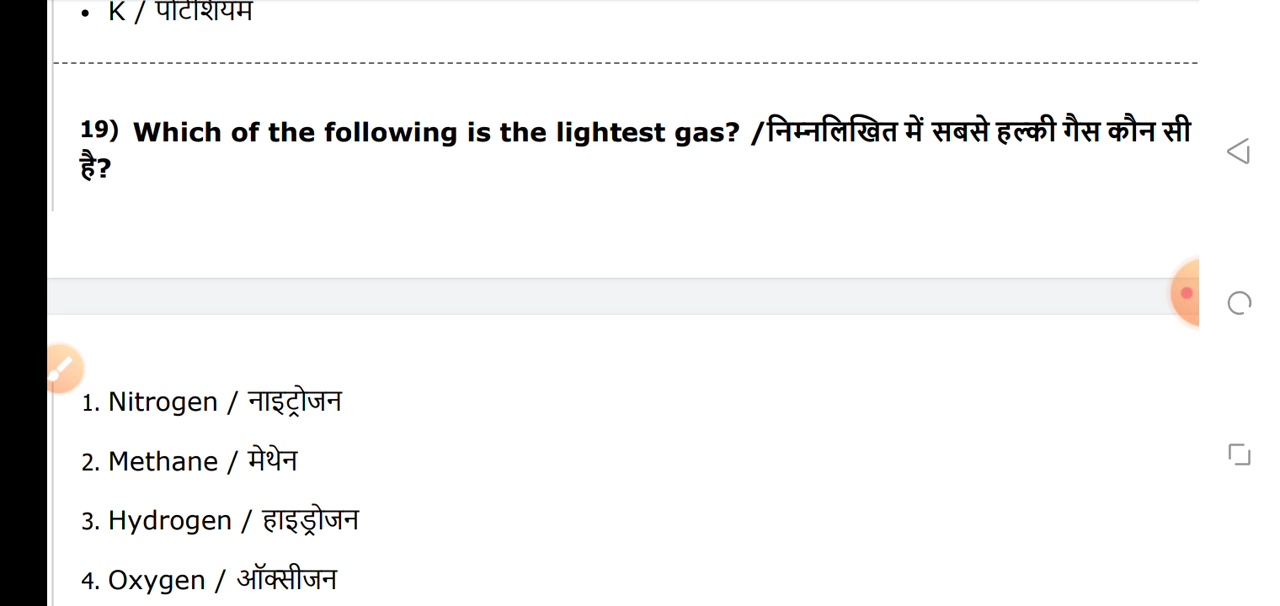 • K / पोटैशियम
19) Which of the following is the lightest gas? /निम्नलिखित में सबसे हल्की गैस कौन सी
है?
1. Nitrogen / नाइट्रोजन
2. Methane / मेथेन
3. Hydrogen / हाइड्रोजन
4. Oxygen / ऑक्सीजन